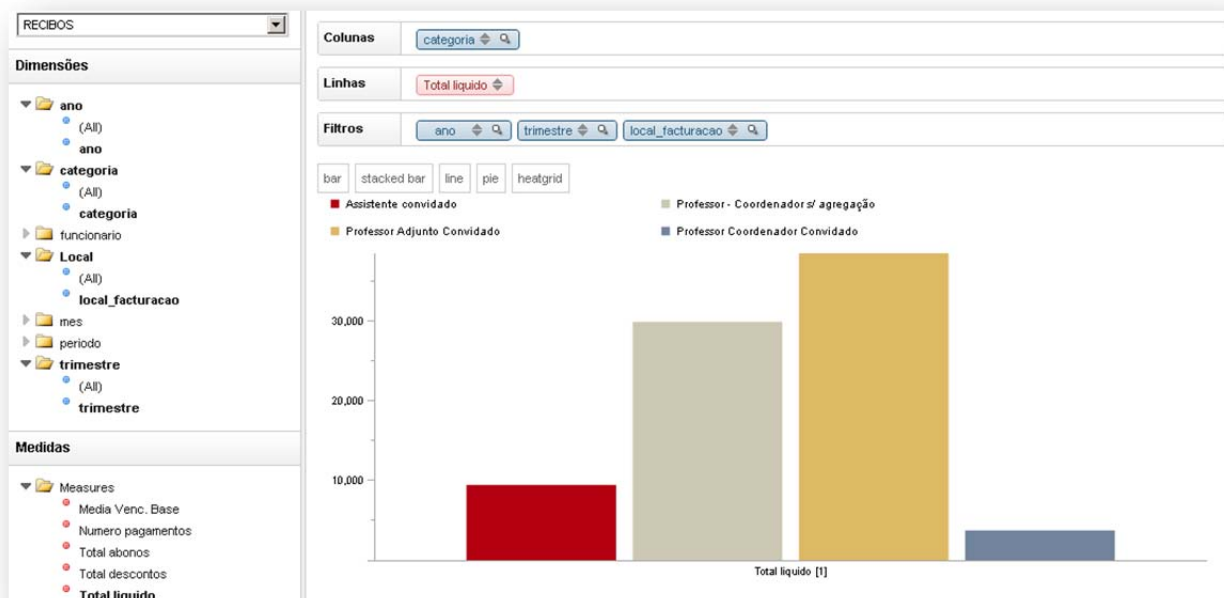 RECIBOS
Dimensões
ano
(All)
ano
categoria
(All)
categoria
funcionario
Local
(All)
local_facturacao
mes
periodo
trimestre
(All)
trimestre
Medidas
Measures
Media Venc. Base
Numero pagamentos
Total abonos
Total descontos
Total liquido
Colunas categoria
Linhas Total liquido
Filtros ano trimestre local_facturacao
bar stacked bar line pie heatgrid
Assistente convidado Professor - Coordenador s/ agregação
Professor Adjunto Convidado Professor Coordenador Convidado
30,000
20,000
10,000
Total liquido [1]